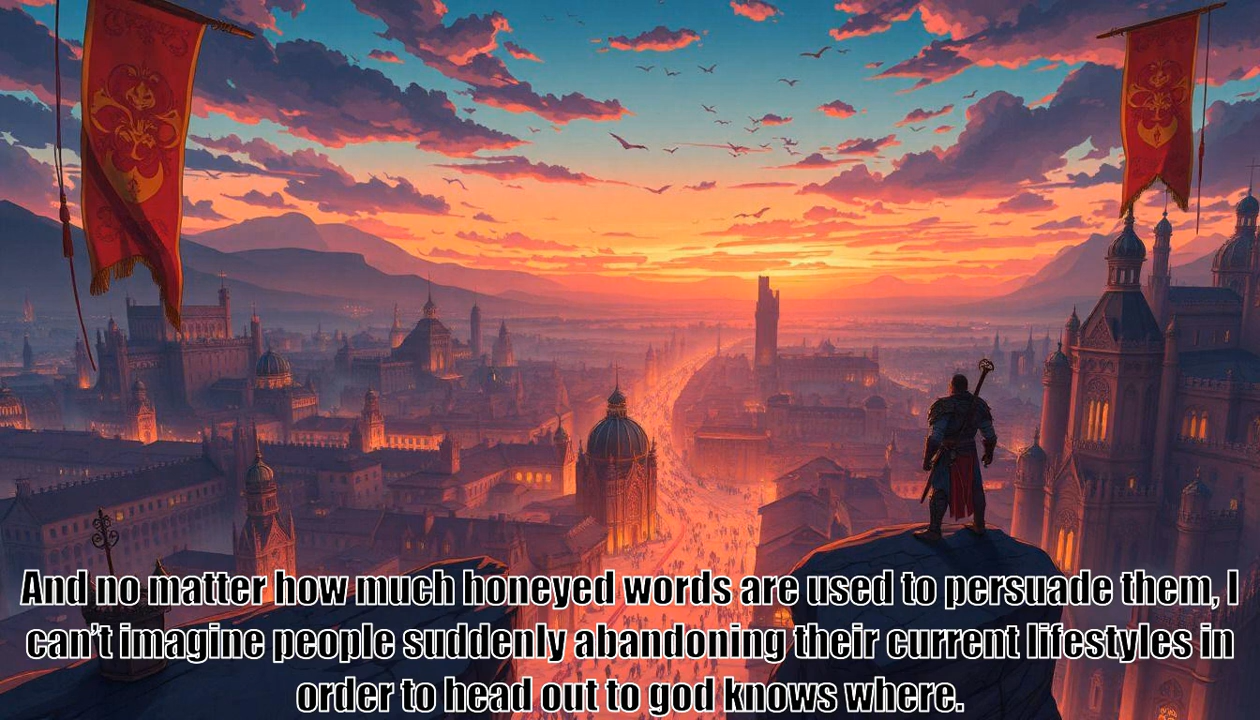 And no matter how much honeyed words are used to persuade them, I
can't imagine people suddenly abandoning their current lifestyles in
order to head out to god knows where.